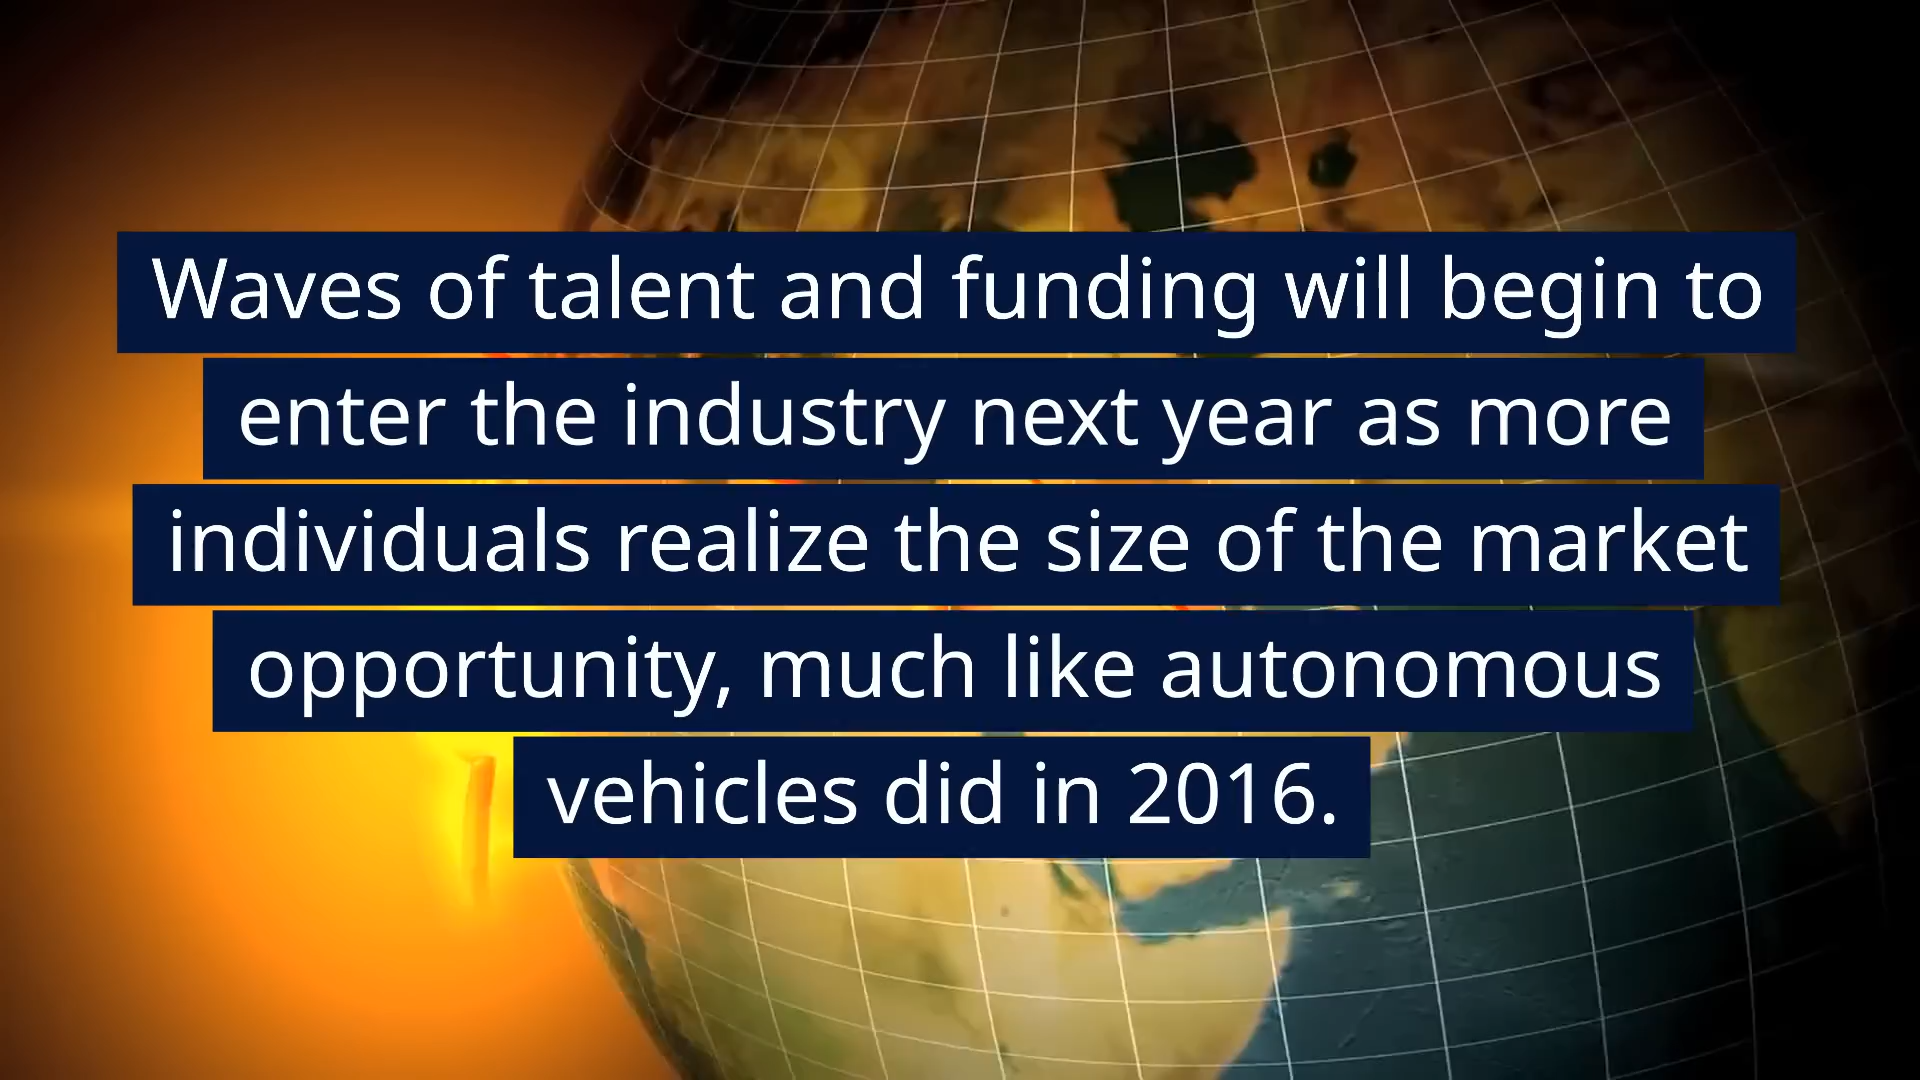 Waves of talent and funding will begin to
enter the industry next year as more
individuals realize the size of the market
opportunity, much like autonomous
vehicles did in 2016.